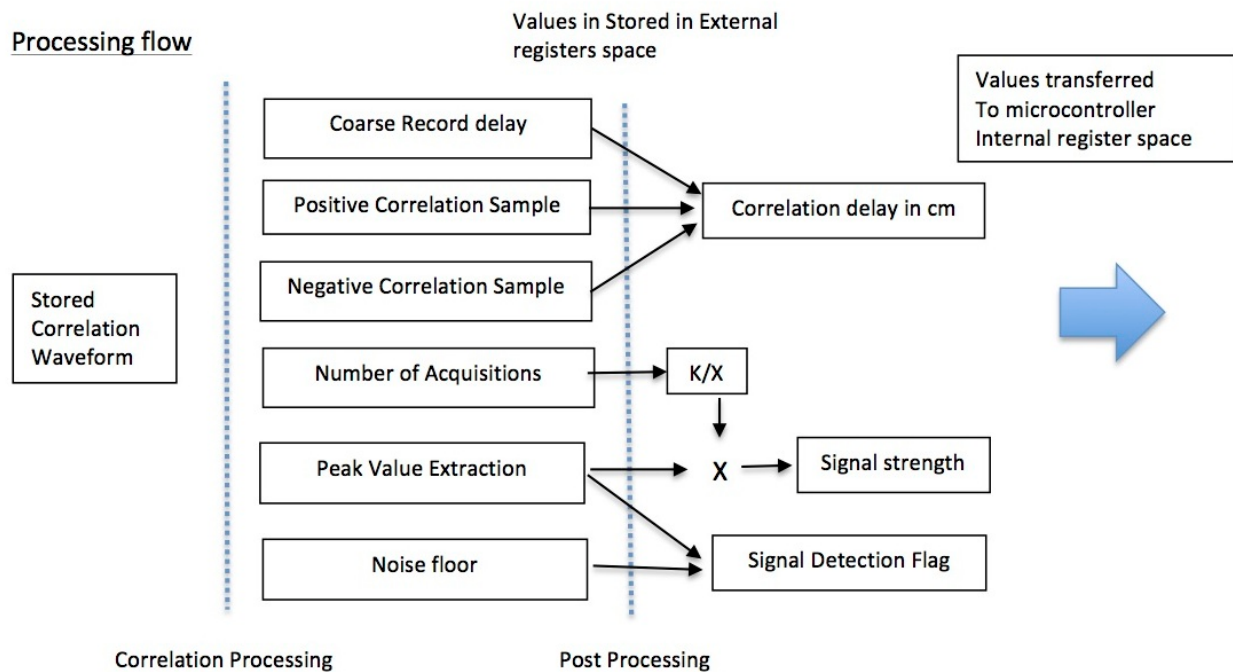 Processing flow
Values in Stored in External
registers space
Values transferred
To microcontroller
Internal register space
Coarse Record delay
Positive Correlation Sample
Correlation delay in cm
Negative Correlation Sample
Stored
Correlation
Waveform
Number of Acquisitions
K/X
Peak Value Extraction
X
Signal strength
Noise floor
Signal Detection Flag
Correlation Processing
Post Processing